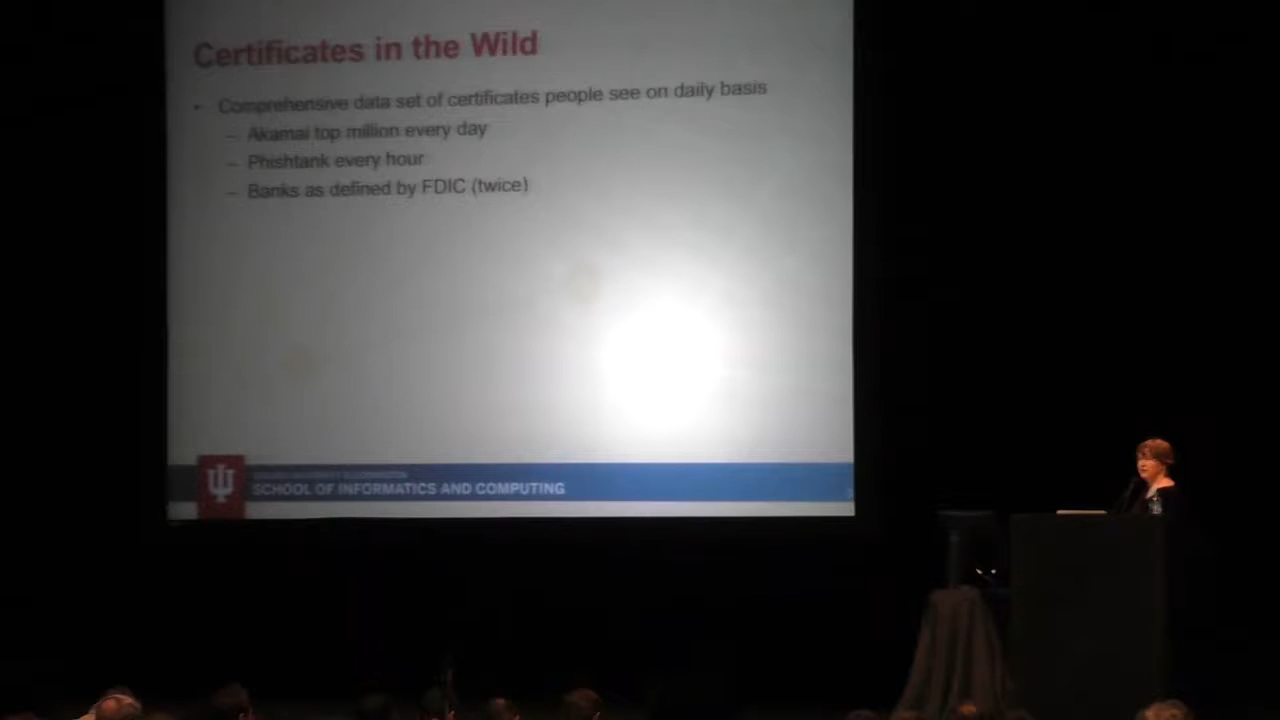 Certificates in the Wild
• Comprehensive data set of certificates people see on daily basis
– Akamai top million every day
– Phishtank every hour
– Banks as defined by FDIC (twice)
SCHOOL OF INFORMATICS AND COMPUTING